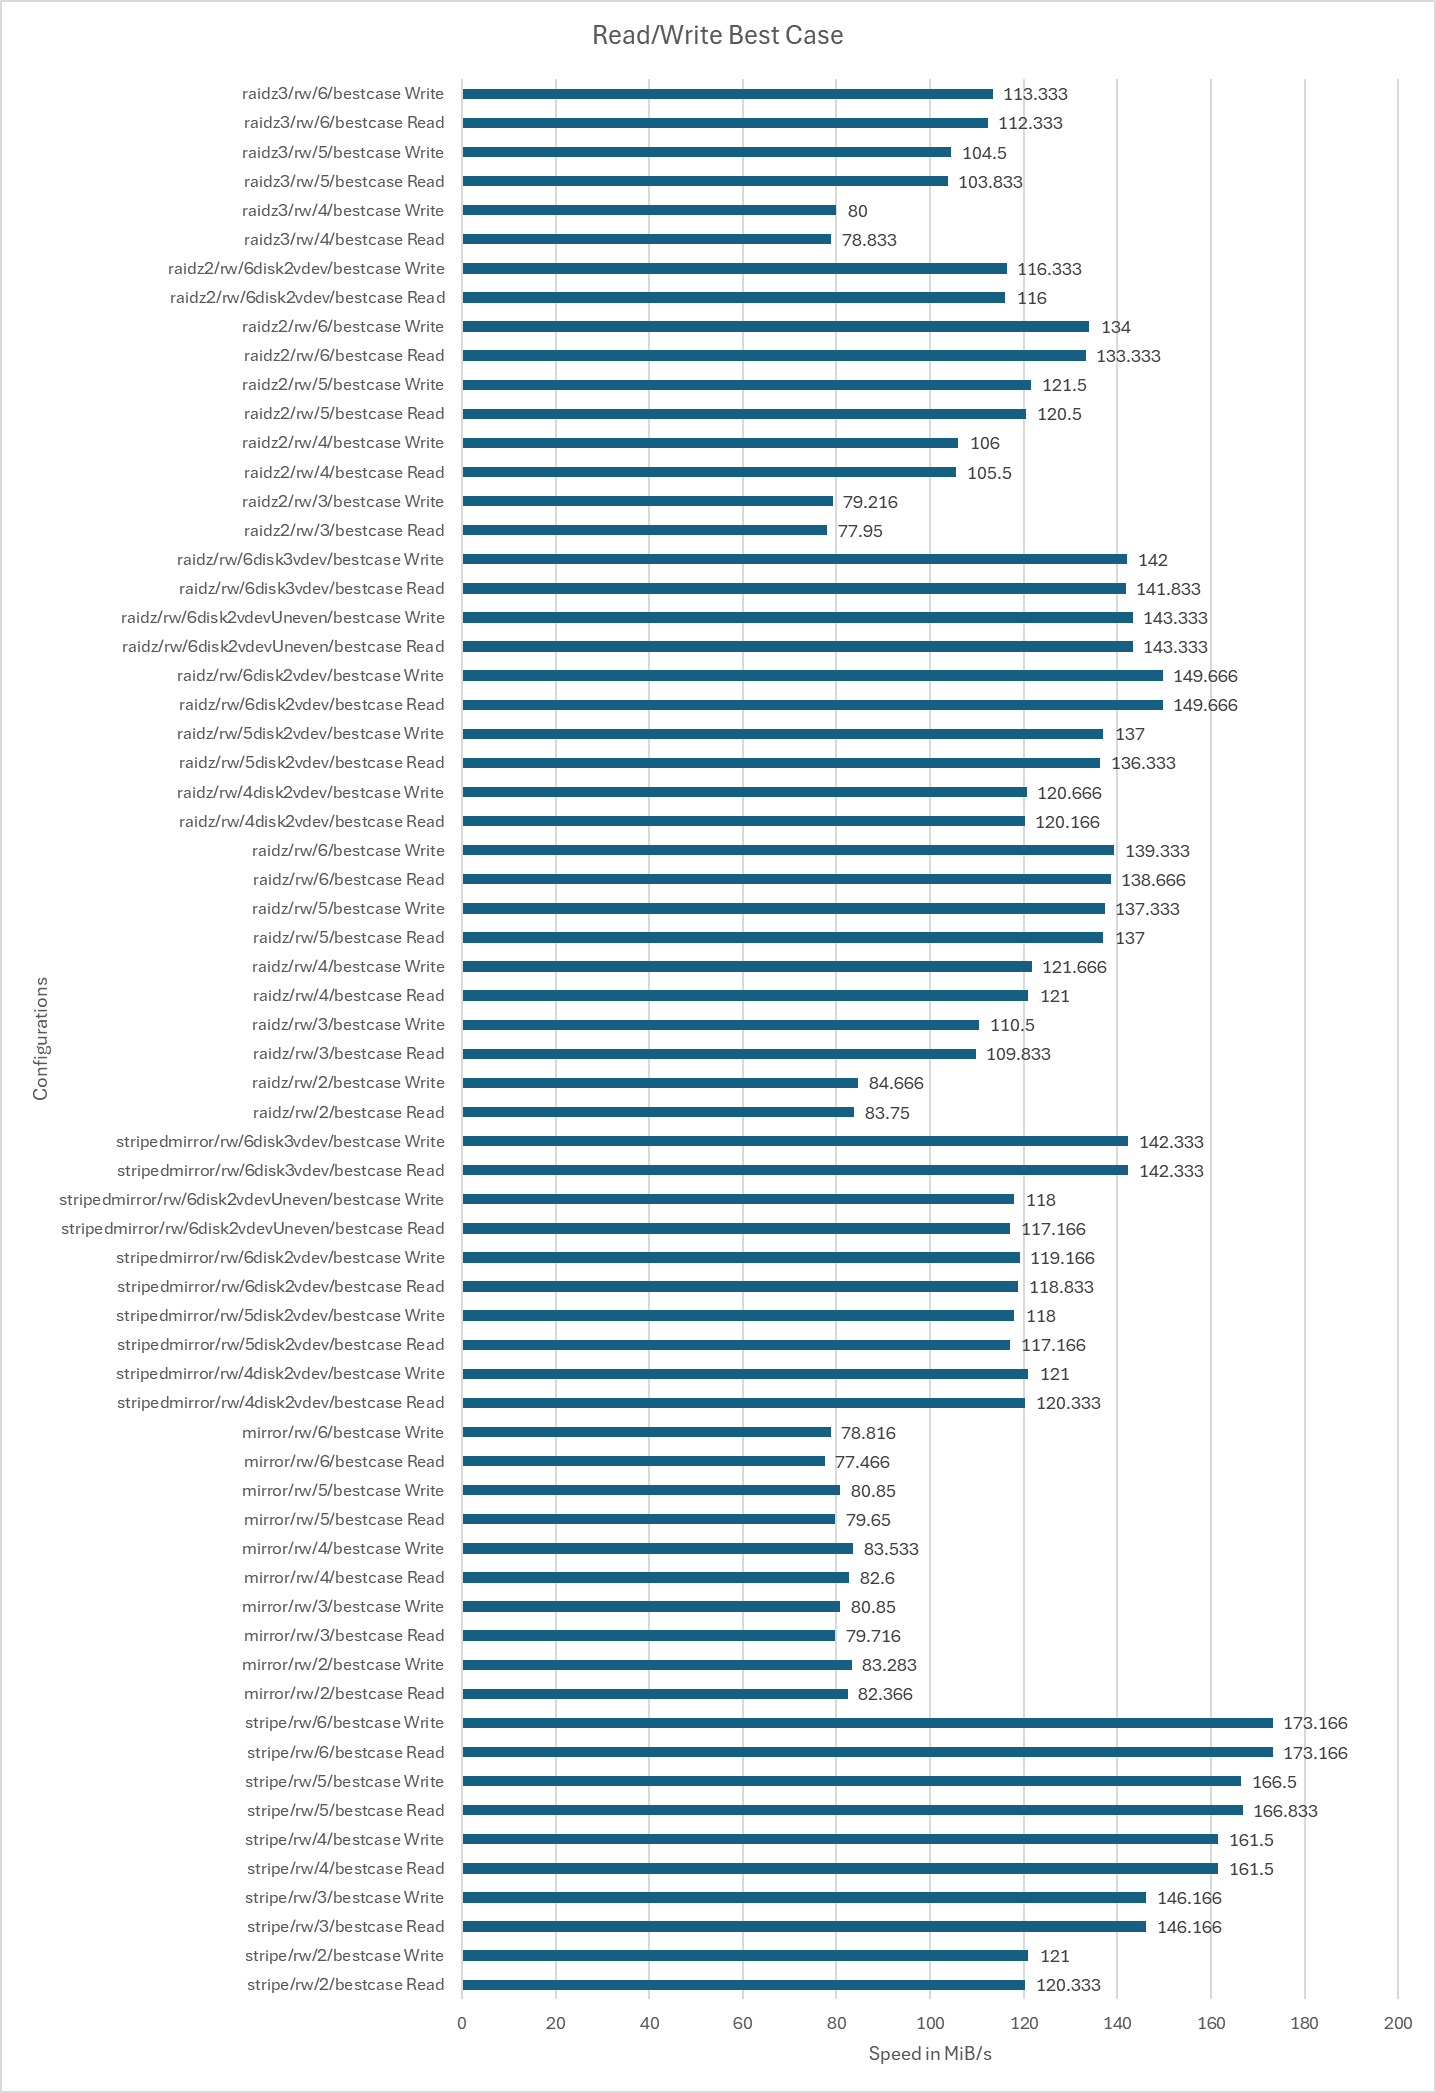 Read/Write Best Case
raidz3/rw/6/bestcase Write 113.333
raidz3/rw/6/bestcase Read 112.333
raidz3/rw/5/bestcase Write 104.5
raidz3/rw/5/bestcase Read 103.833
raidz3/rw/4/bestcase Write 80
raidz3/rw/4/bestcase Read 78.833
raidz2/rw/6disk2vdev/bestcase Write 116.333
raidz2/rw/6disk2vdev/bestcase Read 116
raidz2/rw/6/bestcase Write 134
raidz2/rw/6/bestcase Read 133.333
raidz2/rw/5/bestcase Write 121.5
raidz2/rw/5/bestcase Read 120.5
raidz2/rw/4/bestcase Write 106
raidz2/rw/4/bestcase Read 105.5
raidz2/rw/3/bestcase Write 79.216
raidz2/rw/3/bestcase Read 77.95
raidz/rw/6disk3vdev/bestcase Write 142
raidz/rw/6disk3vdev/bestcase Read 141.833
raidz/rw/6disk2vdevUneven/bestcase Write 143.333
raidz/rw/6disk2vdevUneven/bestcase Read 143.333
raidz/rw/6disk2vdev/bestcase Write 149.666
raidz/rw/6disk2vdev/bestcase Read 149.666
raidz/rw/5disk2vdev/bestcase Write 137
raidz/rw/5disk2vdev/bestcase Read 136.333
raidz/rw/4disk2vdev/bestcase Write 120.666
raidz/rw/4disk2vdev/bestcase Read 120.166
raidz/rw/6/bestcase Write 139.333
raidz/rw/6/bestcase Read 138.666
raidz/rw/5/bestcase Write 137.333
raidz/rw/5/bestcase Read 137
raidz/rw/4/bestcase Write 121.666
raidz/rw/4/bestcase Read 121
raidz/rw/3/bestcase Write 110.5
raidz/rw/3/bestcase Read 109.833
raidz/rw/2/bestcase Write 84.666
raidz/rw/2/bestcase Read 83.75
stripedmirror/rw/6disk3vdev/bestcase Write 142.333
stripedmirror/rw/6disk3vdev/bestcase Read 142.333
stripedmirror/rw/6disk2vdevUneven/bestcase Write 118
stripedmirror/rw/6disk2vdevUneven/bestcase Read 117.166
stripedmirror/rw/6disk2vdev/bestcase Write 119.166
stripedmirror/rw/6disk2vdev/bestcase Read 118.833
stripedmirror/rw/5disk2vdev/bestcase Write 118
stripedmirror/rw/5disk2vdev/bestcase Read 117.166
stripedmirror/rw/4disk2vdev/bestcase Write 121
stripedmirror/rw/4disk2vdev/bestcase Read 120.333
mirror/rw/6/bestcase Write 78.816
mirror/rw/6/bestcase Read 77.466
mirror/rw/5/bestcase Write 80.85
mirror/rw/5/bestcase Read 79.65
mirror/rw/4/bestcase Write 83.533
mirror/rw/4/bestcase Read 82.6
mirror/rw/3/bestcase Write 80.85
mirror/rw/3/bestcase Read 79.716
mirror/rw/2/bestcase Write 83.283
mirror/rw/2/bestcase Read 82.366
stripe/rw/6/bestcase Write 173.166
stripe/rw/6/bestcase Read 173.166
stripe/rw/5/bestcase Write 166.5
stripe/rw/5/bestcase Read 166.833
stripe/rw/4/bestcase Write 161.5
stripe/rw/4/bestcase Read 161.5
stripe/rw/3/bestcase Write 146.166
stripe/rw/3/bestcase Read 146.166
stripe/rw/2/bestcase Write 121
stripe/rw/2/bestcase Read 120.333
Configurations
0 20 40 60 80 100 120 140 160 180 200
Speed in MiB/s